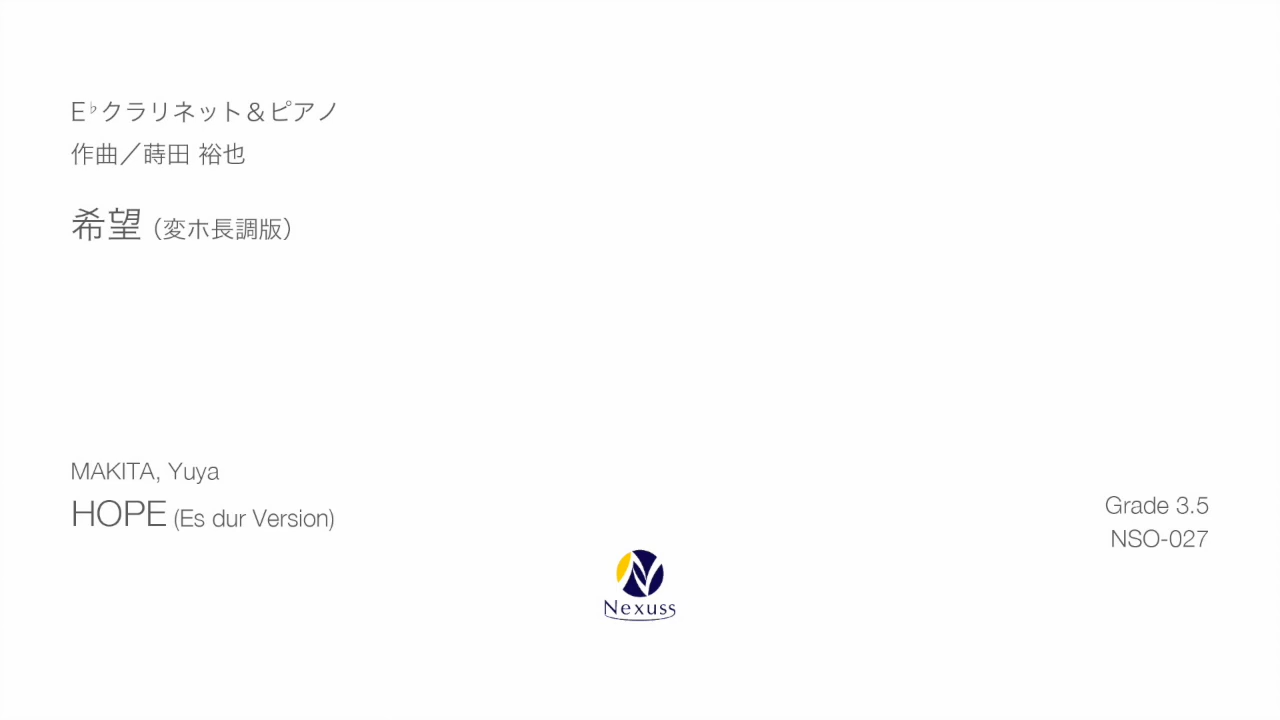 E♭クラリネット＆ピアノ
作曲／蒔田 裕也
希望（変ホ長調版）
MAKITA, Yuya
HOPE (Es dur Version)
Grade 3.5
NSO-027
Nexuss